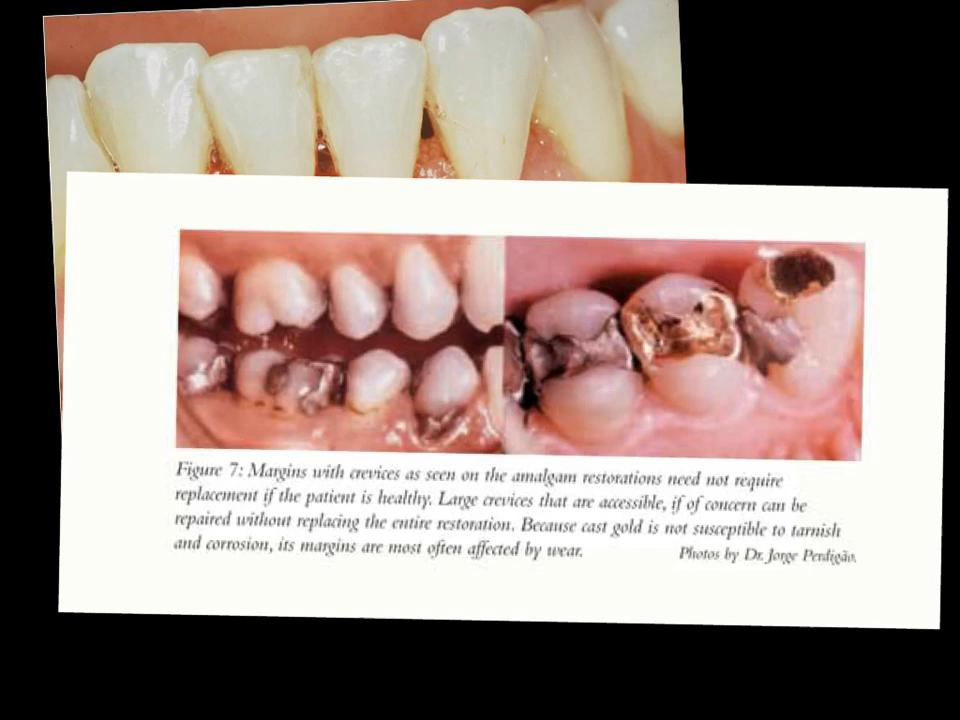 Figure 7: Margins with crevices as seen on the amalgam restorations need not require
replacement if the patient is healthy. Large crevices that are accessible, if of concern can be
repaired without replacing the entire restoration. Because cast gold is not susceptible to tarnish
and corrosion, its margins are most often affected by wear. Photos by Dr. Jorge Perdigão.